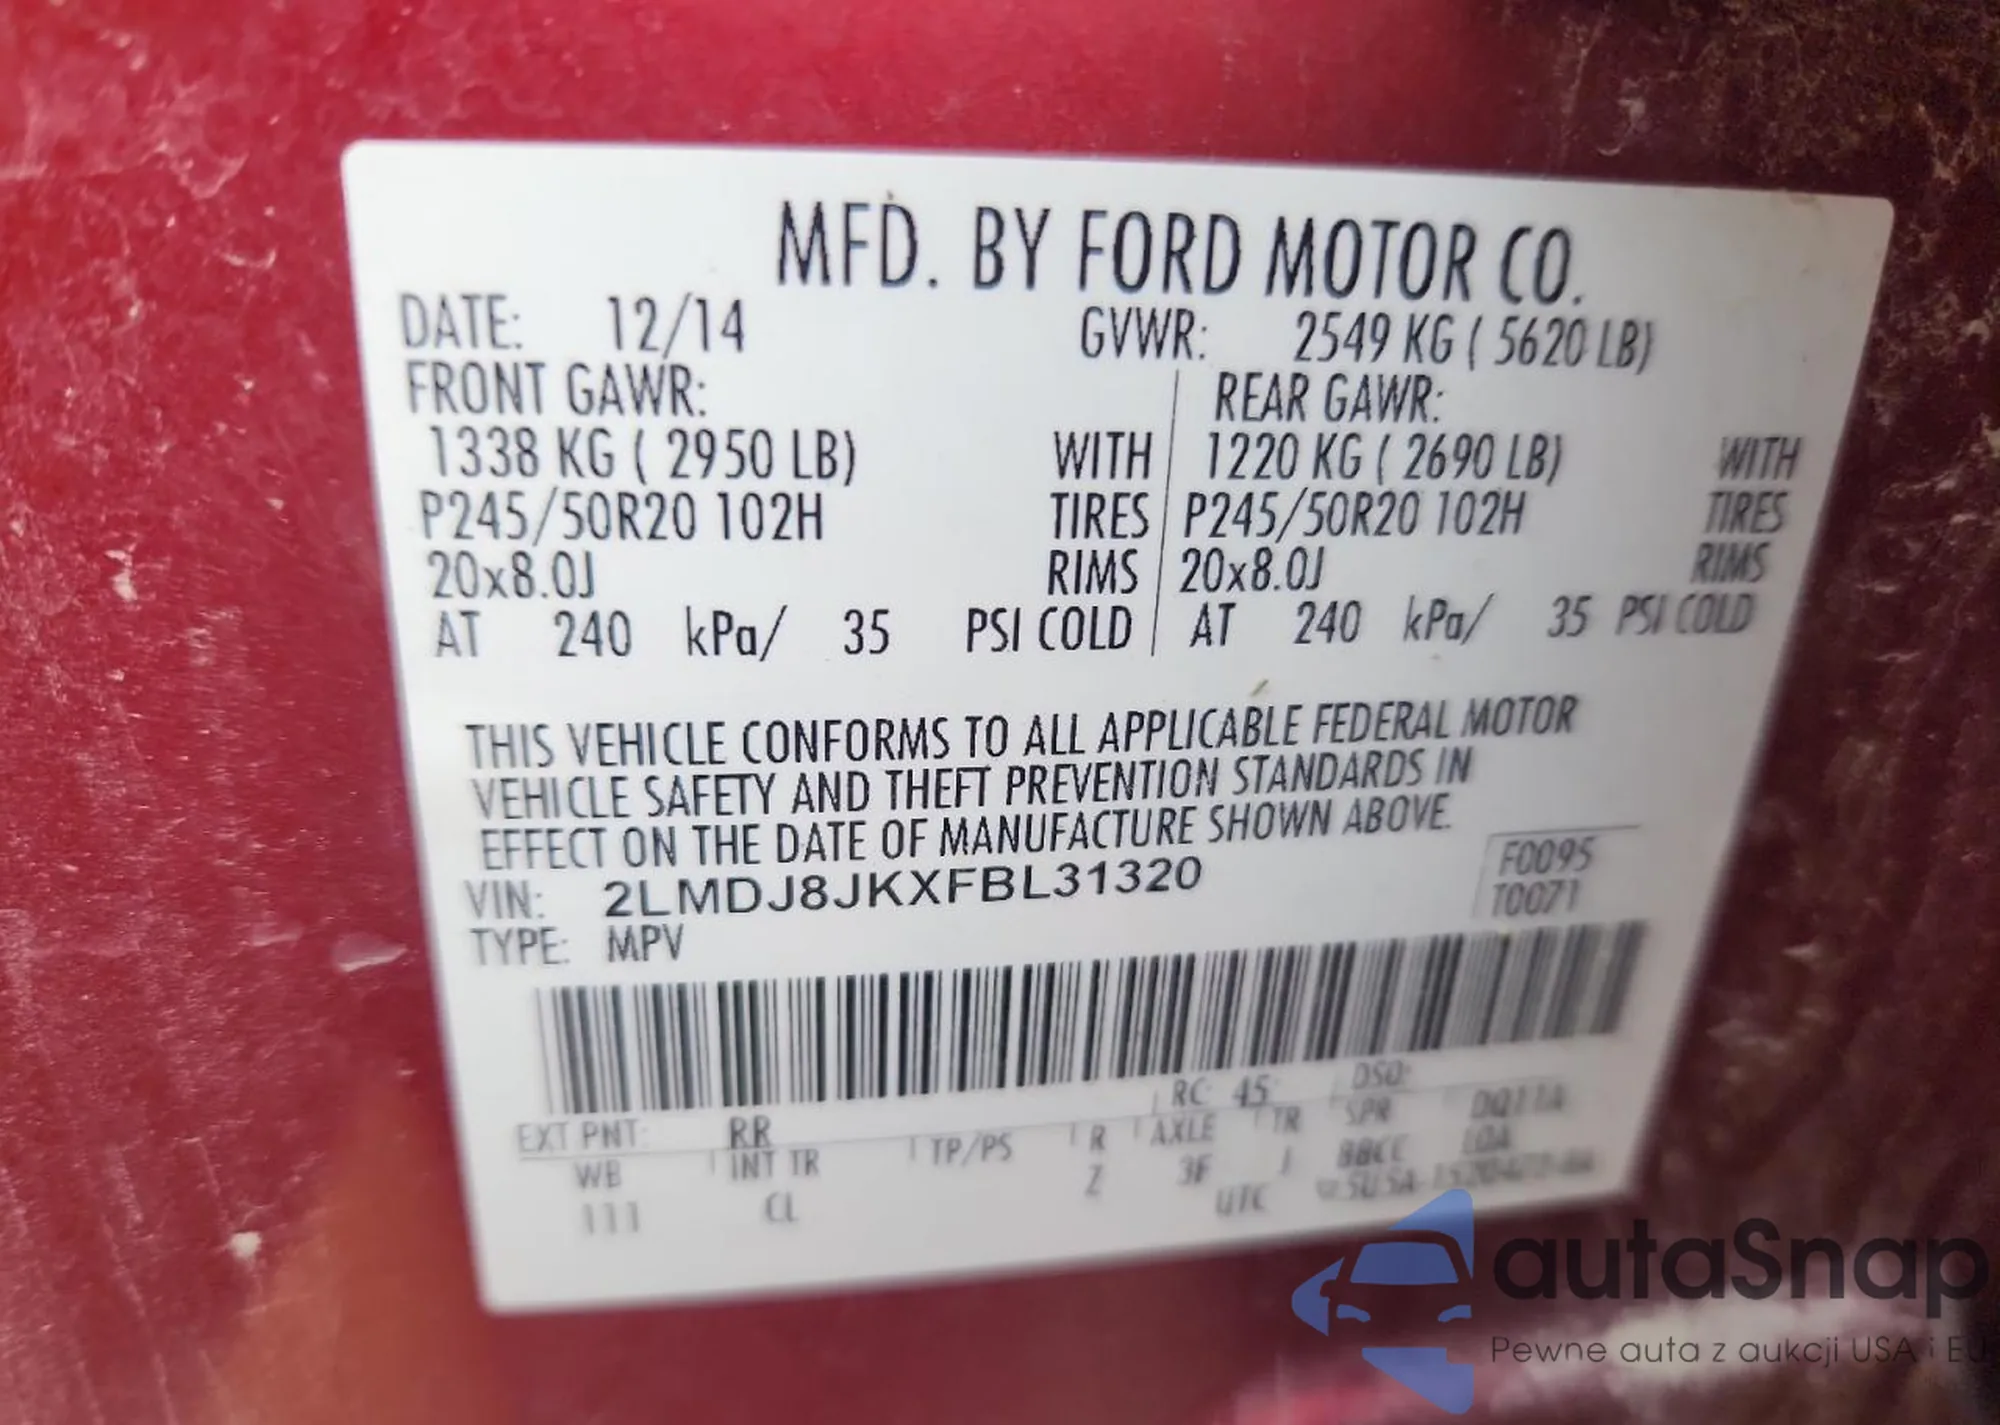 MFD. BY FORD MOTOR CO.
DATE: 12/14 GVWR: 2549 KG ( 5620 LB)
FRONT GAWR: REAR GAWR:
1338 KG ( 2950 LB) WITH 1220 KG ( 2690 LB) WITH
P245/50R20 102H TIRES P245/50R20 102H TIRES
20x8.0J RIMS 20x8.0J RIMS
AT 240 kPa/ 35 PSI COLD AT 240 kPa/ 35 PSI COLD
THIS VEHICLE CONFORMS TO ALL APPLICABLE FEDERAL MOTOR
VEHICLE SAFETY AND THEFT PREVENTION STANDARDS IN
EFFECT ON THE DATE OF MANUFACTURE SHOWN ABOVE.
VIN: 2LMDJ8JKXFBL31320 F0095
TYPE: MPV T0071
RC: 45 DSO:
EXT PNT: RR
WB INT TR TP/PS R AXLE TR SPR
111 CL Z 3F J
UTC
autaSnap
Pewne auta z aukcji USA i EU